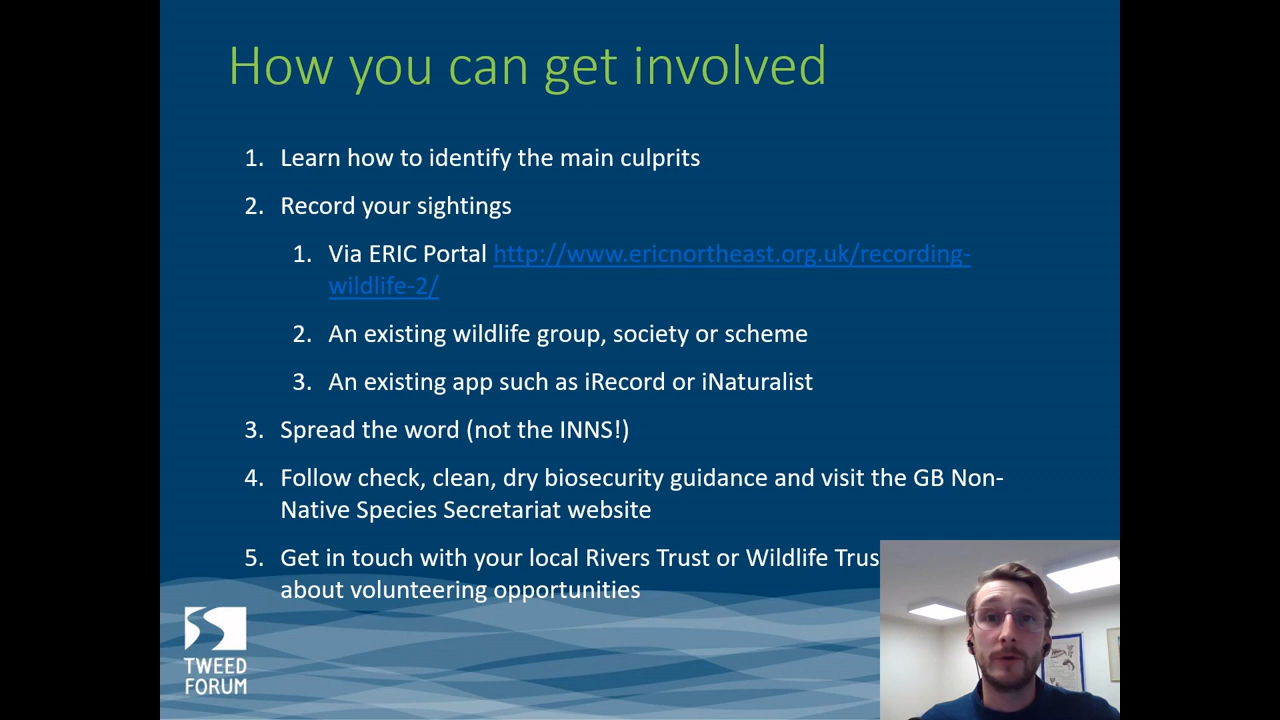 How you can get involved
1. Learn how to identify the main culprits
2. Record your sightings
1. Via ERIC Portal http://www.ericnortheast.org.uk/recording-
wildlife-2/
2. An existing wildlife group, society or scheme
3. An existing app such as iRecord or iNaturalist
3. Spread the word (not the INNS!)
4. Follow check, clean, dry biosecurity guidance and visit the GB Non-
Native Species Secretariat website
5. Get in touch with your local Rivers Trust or Wildlife Trus
about volunteering opportunities
TWEED
FORUM